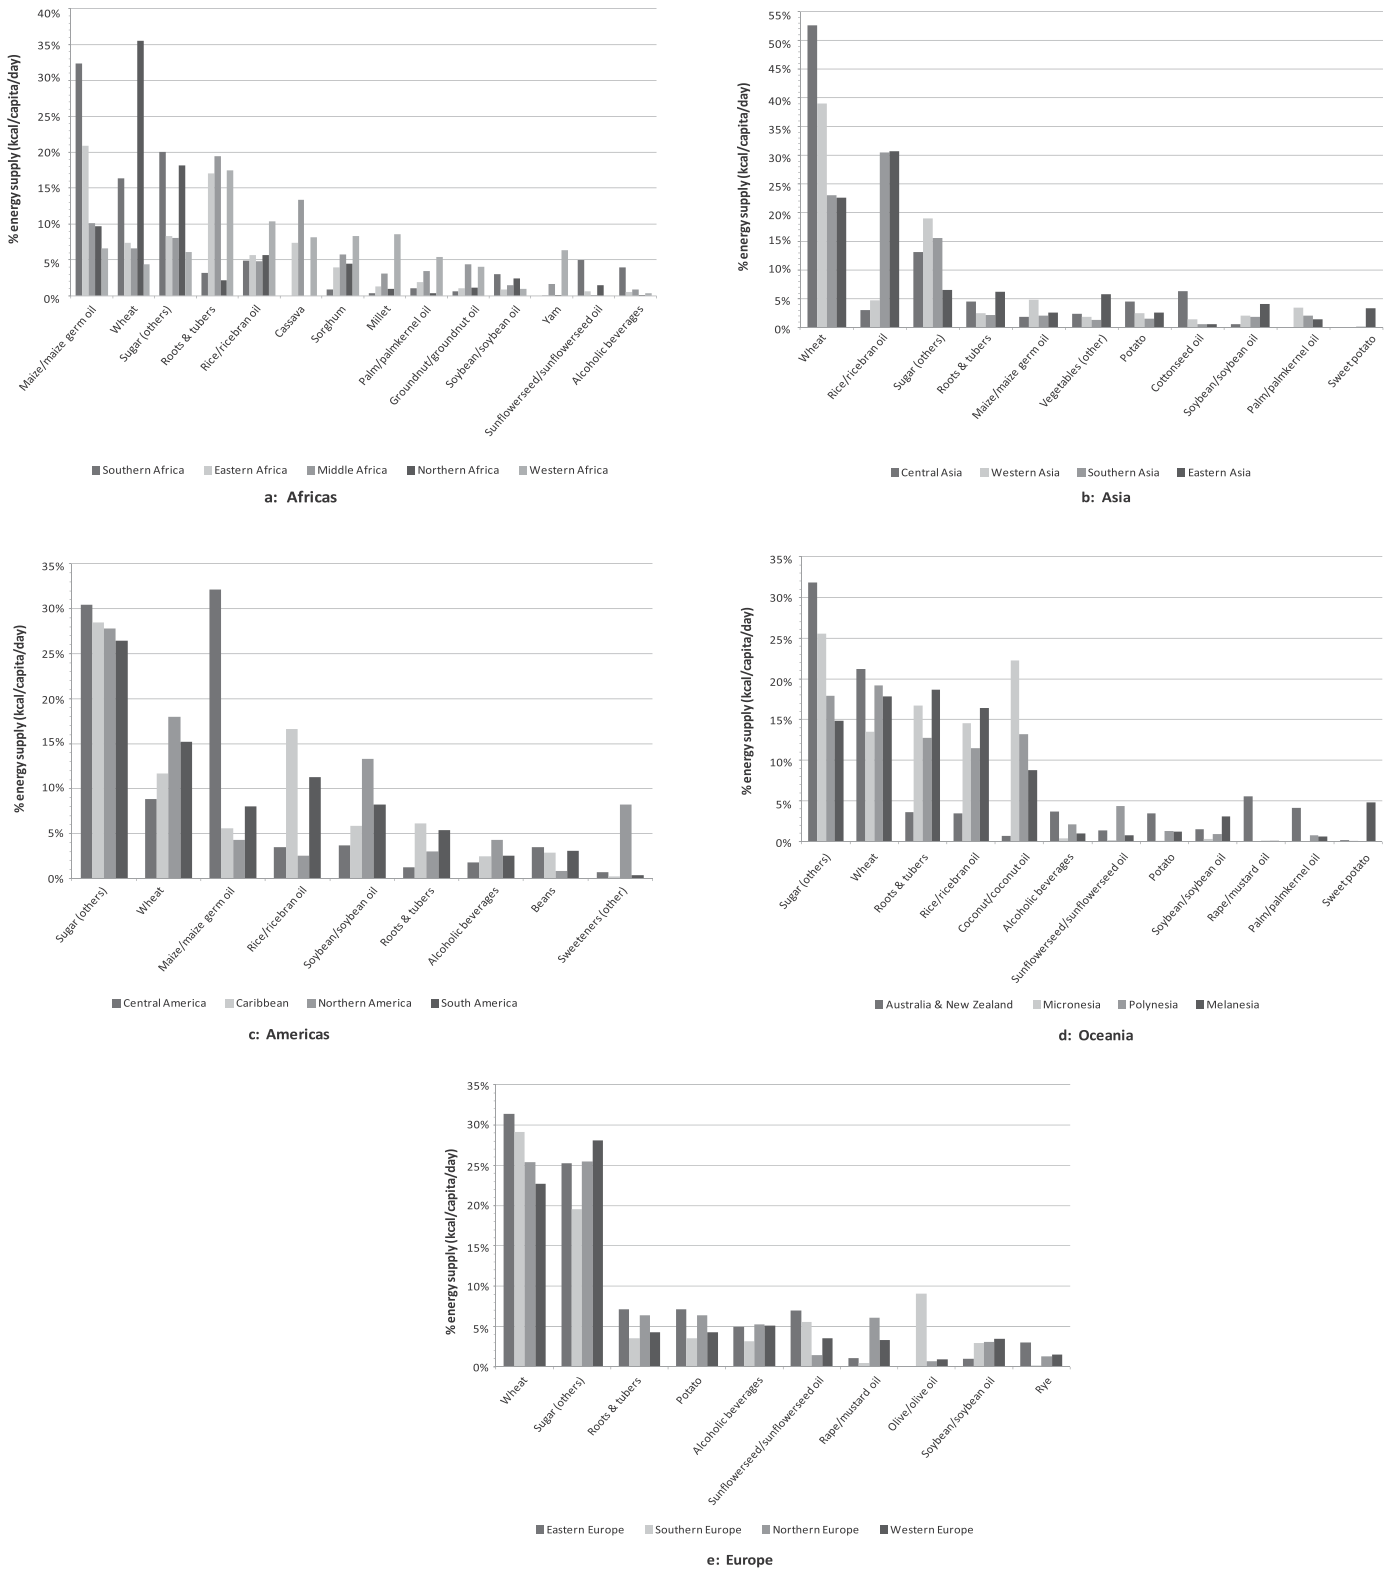 40%
35%
30%
25%
20%
15%
10%
5%
0%
% energy supply (kcal/capita/day)
Maize/maize germ oil
Wheat
Sugar (others)
Roots & tubers
Rice/ricebran oil
Cassava
Sorghum
Millet
Palm/palmkernel oil
Groundnut/groundnut oil
Soybean/soybean oil
Yam
Sunflowerseed/sunflowerseed oil
Alcoholic beverages
Southern Africa Eastern Africa Middle Africa Northern Africa Western Africa
a: Africas
55%
50%
45%
40%
35%
30%
25%
20%
15%
10%
5%
0%
% energy supply (kcal/capita/day)
Wheat
Rice/ricebran oil
Sugar (others)
Roots & tubers
Maize/maize germ oil
Vegetables (other)
Potato
Cottonseed oil
Soybean/soybean oil
Palm/palmkernel oil
Sweet potato
Central Asia Western Asia Southern Asia Eastern Asia
b: Asia
35%
30%
25%
20%
15%
10%
5%
0%
% energy supply (kcal/capita/day)
Sugar (others)
Wheat
Maize/maize germ oil
Rice/ricebran oil
Soybean/soybean oil
Roots & tubers
Alcoholic beverages
Beans
Sweeteners (other)
Central America Caribbean Northern America South America
c: Americas
35%
30%
25%
20%
15%
10%
5%
0%
% energy supply (kcal/capita/day)
Sugar (others)
Wheat
Roots & tubers
Rice/ricebran oil
Coconut/coconut oil
Alcoholic beverages
Sunflowerseed/sunflowerseed oil
Potato
Soybean/soybean oil
Rape/mustard oil
Palm/palmkernel oil
Sweet potato
Australia & New Zealand Micronesia Polynesia Melanesia
d: Oceania
35%
30%
25%
20%
15%
10%
5%
0%
% energy supply (kcal/capita/day)
Wheat
Sugar (others)
Roots & tubers
Potato
Alcoholic beverages
Sunflowerseed/sunflowerseed oil
Rape/mustard oil
Olive/olive oil
Soybean/soybean oil
Rye
Eastern Europe Southern Europe Northern Europe Western Europe
e: Europe